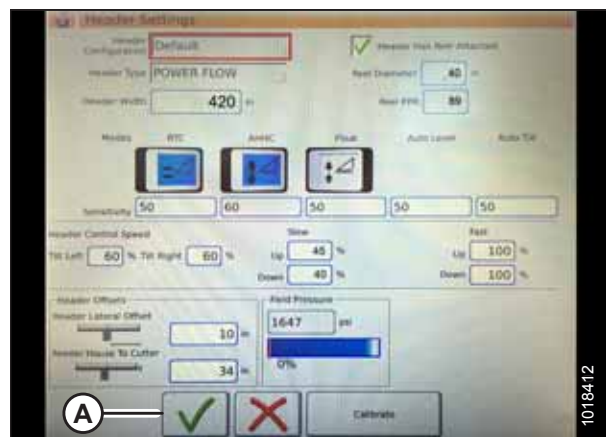 Header Settings
Header Configuration Default
Header Has Reel Attached
Header Type POWER FLOW
Reel Diameter 40 in
Header Width 420 in
Reel PPR 89
Modes RTC AHHC Float Auto Level Auto Tilt
Sensitivity 50 60 50 50 50
Header Control Speed
Slow Fast
Tilt Left 60 % Tilt Right 60 % Up 45 % Up 100 %
Down 40 % Down 100 %
Header Offsets
Field Pressure
Header Lateral Offset
10 in
1647 psi
Feeder House To Cutter
34 in
0%
A
Calibrate
1018412